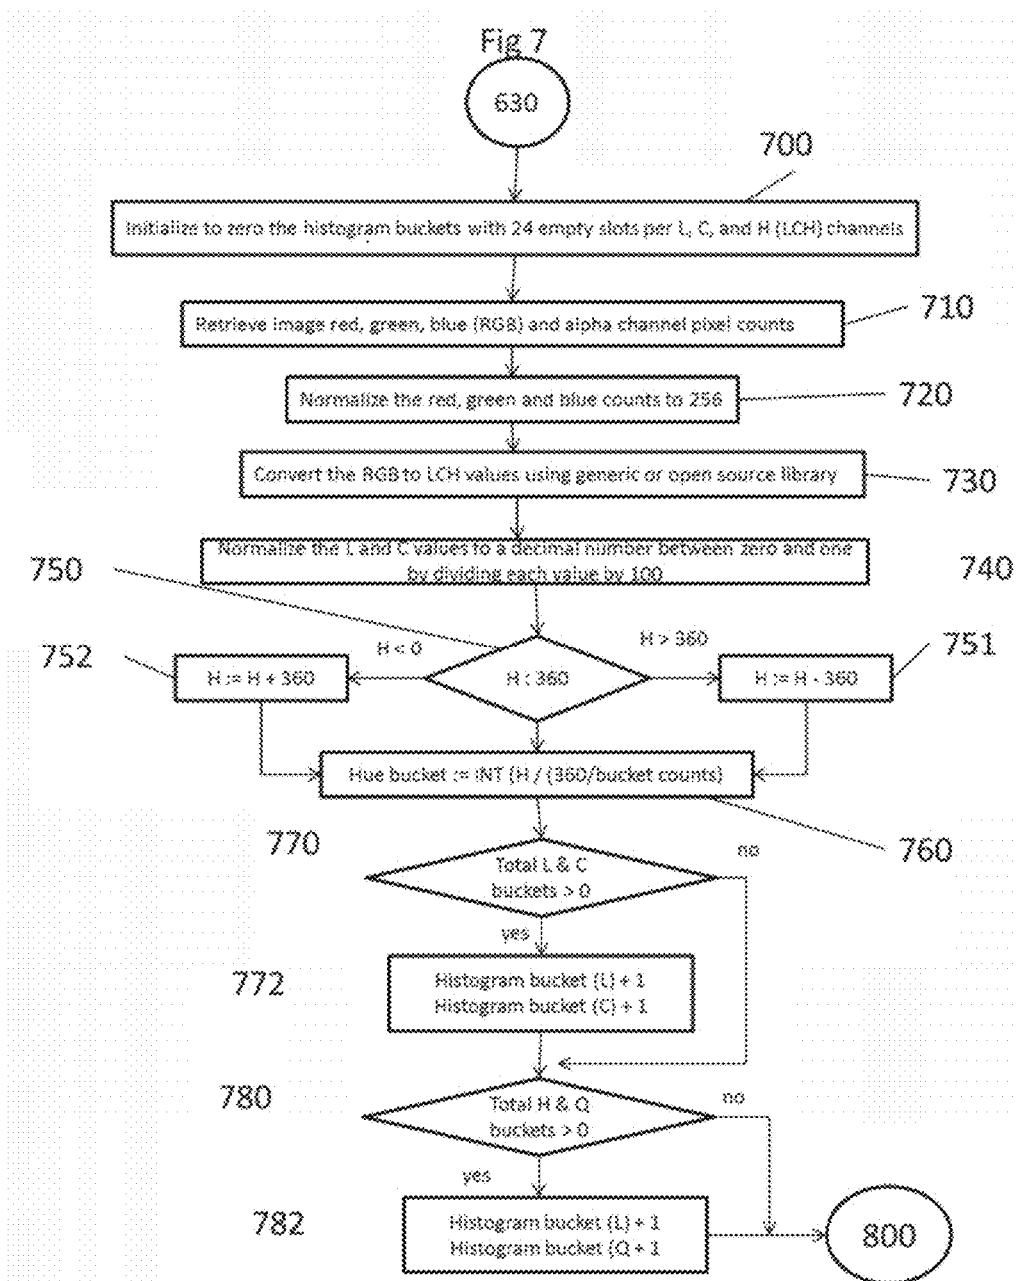 Fig 7
630
700
Initialize to zero the histogram buckets with 24 empty slots per L, C, and H (LCH) channels
710
Retrieve image red, green, blue (RGB) and alpha channel pixel counts
720
Normalize the red, green and blue counts to 256
730
Convert the RGB to LCH values using generic or open source library
740
Normalize the L and C values to a decimal number between zero and one
by dividing each value by 100
750
H < 0
H > 360
752
751
H := H + 360
H : 360
H := H - 360
Hue bucket := INT (H / (360/bucket counts)
760
770
Total L & C
buckets > 0
no
yes
772
Histogram bucket (L) + 1
Histogram bucket (C) + 1
780
Total H & Q
buckets > 0
no
yes
782
Histogram bucket (L) + 1
Histogram bucket (Q + 1
800